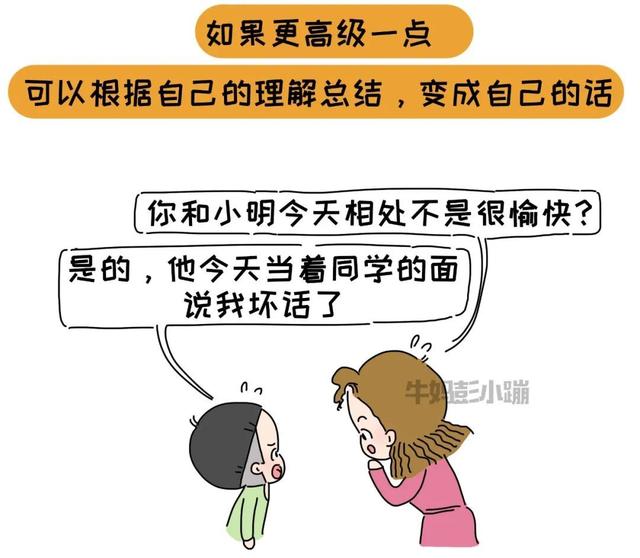 如果更高级一点
可以根据自己的理解总结，变成自己的话
你和小明今天相处不是很愉快?
是的，他今天当着同学的面
说我坏话了
牛妈彭小蹦